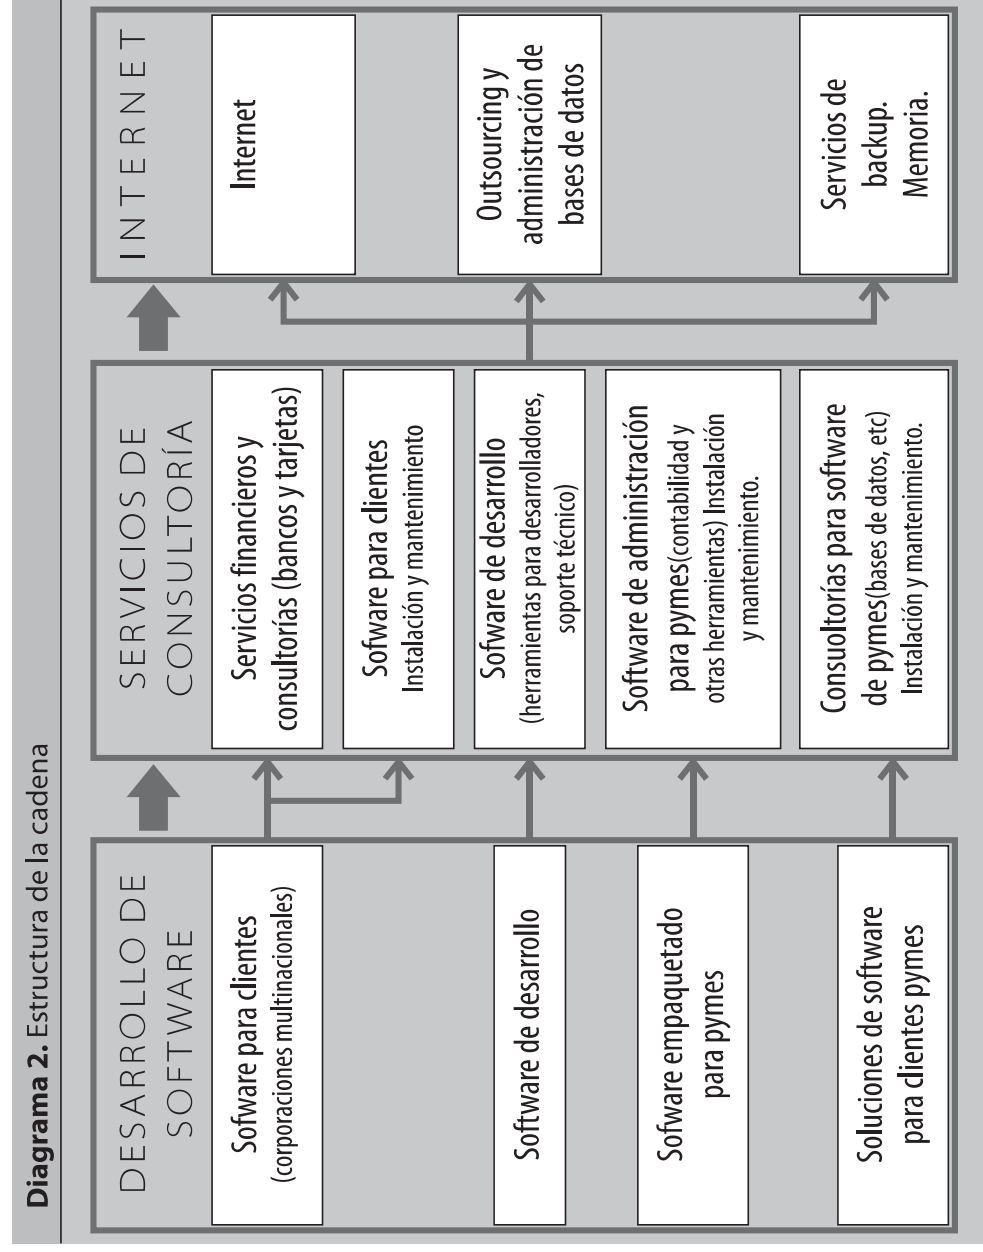 Diagrama 2. Estructura de la cadena
DESARROLLO DE
SOFTWARE
Sofware para clientes
(corporaciones multinacionales)
Software de desarrollo
Sofware empaquetado
para pymes
Soluciones de software
para clientes pymes
SERVICIOS DE
CONSULTORÍA
Servicios financieros y
consultorías (bancos y tarjetas)
Sofware para clientes
Instalación y mantenimiento
Sofware de desarrollo
(herramientas para desarrolladores,
soporte técnico)
Software de administración
para pymes(contabilidad y
otras herramientas) Instalación
y mantenimiento.
Consuoltorías para software
de pymes(bases de datos, etc)
Instalación y mantenimiento.
INTERNET
Internet
Outsourcing y
administración de
bases de datos
Servicios de
backup.
Memoria.